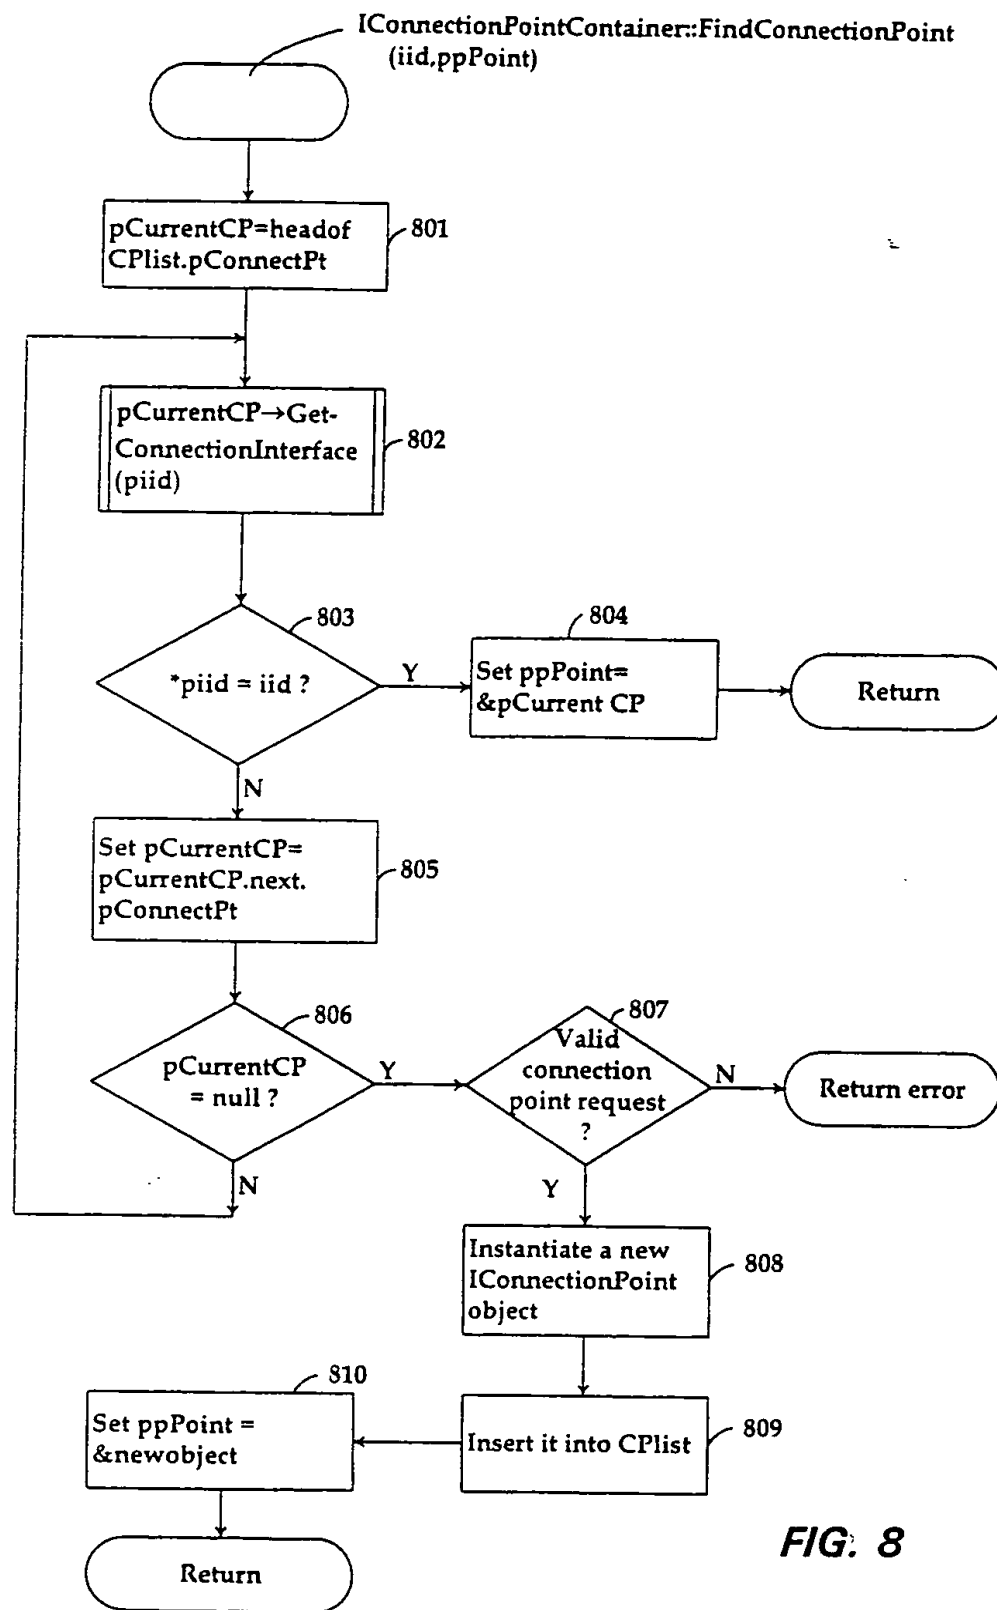 IConnectionPointContainer::FindConnectionPoint
(iid,ppPoint)
pCurrentCP=headof
CPlist.pConnectPt
801
pCurrentCP→Get-
ConnectionInterface
(piid)
802
803
*piid = iid ?
Y
804
Set ppPoint=
&pCurrent CP
Return
N
Set pCurrentCP=
pCurrentCP.next.
pConnectPt
805
806
pCurrentCP
= null ?
Y
807
Valid
connection
point request
?
N
Return error
N
Y
Instantiate a new
IConnectionPoint
object
808
810
Set ppPoint =
&newobject
Insert it into CPlist
809
Return
FIG. 8